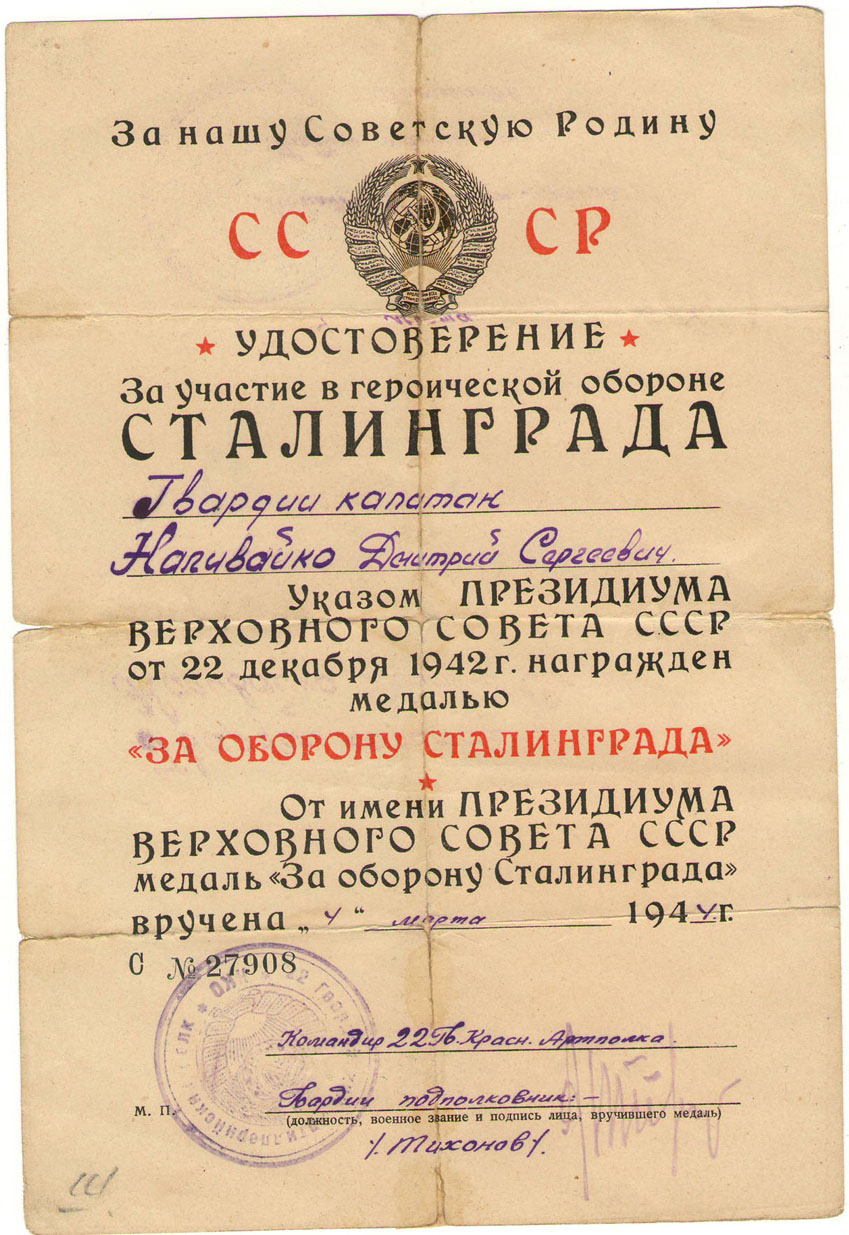 За нашу Советскую Родину
СС СР
УДОСТОВЕРЕНИЕ
За участие в героической обороне
СТАЛИНГРАДА
Гвардии капитан
Наливайко Дмитрий Сергеевич.
Указом ПРЕЗИДИУМА
ВЕРХОВНОГО СОВЕТА СССР
от 22 декабря 1942 г. награжден
медалью
«ЗА ОБОРОНУ СТАЛИНГРАДА»
От имени ПРЕЗИДИУМА
ВЕРХОВНОГО СОВЕТА СССР
медаль «За оборону Сталинграда»
вручена „4“ марта 1944 г.
С № 27908
Командир 22 Гв. Красн. Артполка.
Гвардии подполковник: –
М. П.
(должность, военное звание и подпись лица, вручившего медаль)
/. Тихонов /.